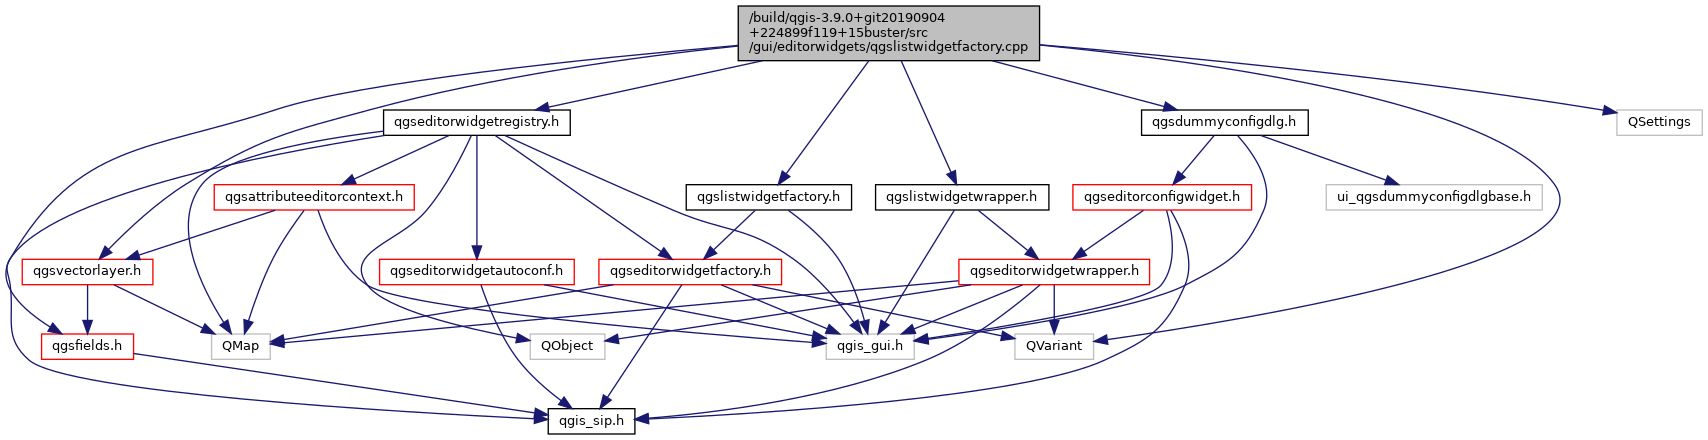 /build/qgis-3.9.0+git20190904
+224899f119+15buster/src
/gui/editorwidgets/qgslistwidgetfactory.cpp
qgseditorwidgetregistry.h
qgsdummyconfigdlg.h
QSettings
qgsattributeeditorcontext.h
qgslistwidgetfactory.h
qgslistwidgetwrapper.h
qgseditorconfigwidget.h
ui_qgsdummyconfigdlgbase.h
qgsvectorlayer.h
qgseditorwidgetautoconf.h
qgseditorwidgetfactory.h
qgseditorwidgetwrapper.h
qgsfields.h
QMap
QObject
qgis_gui.h
QVariant
qgis_sip.h